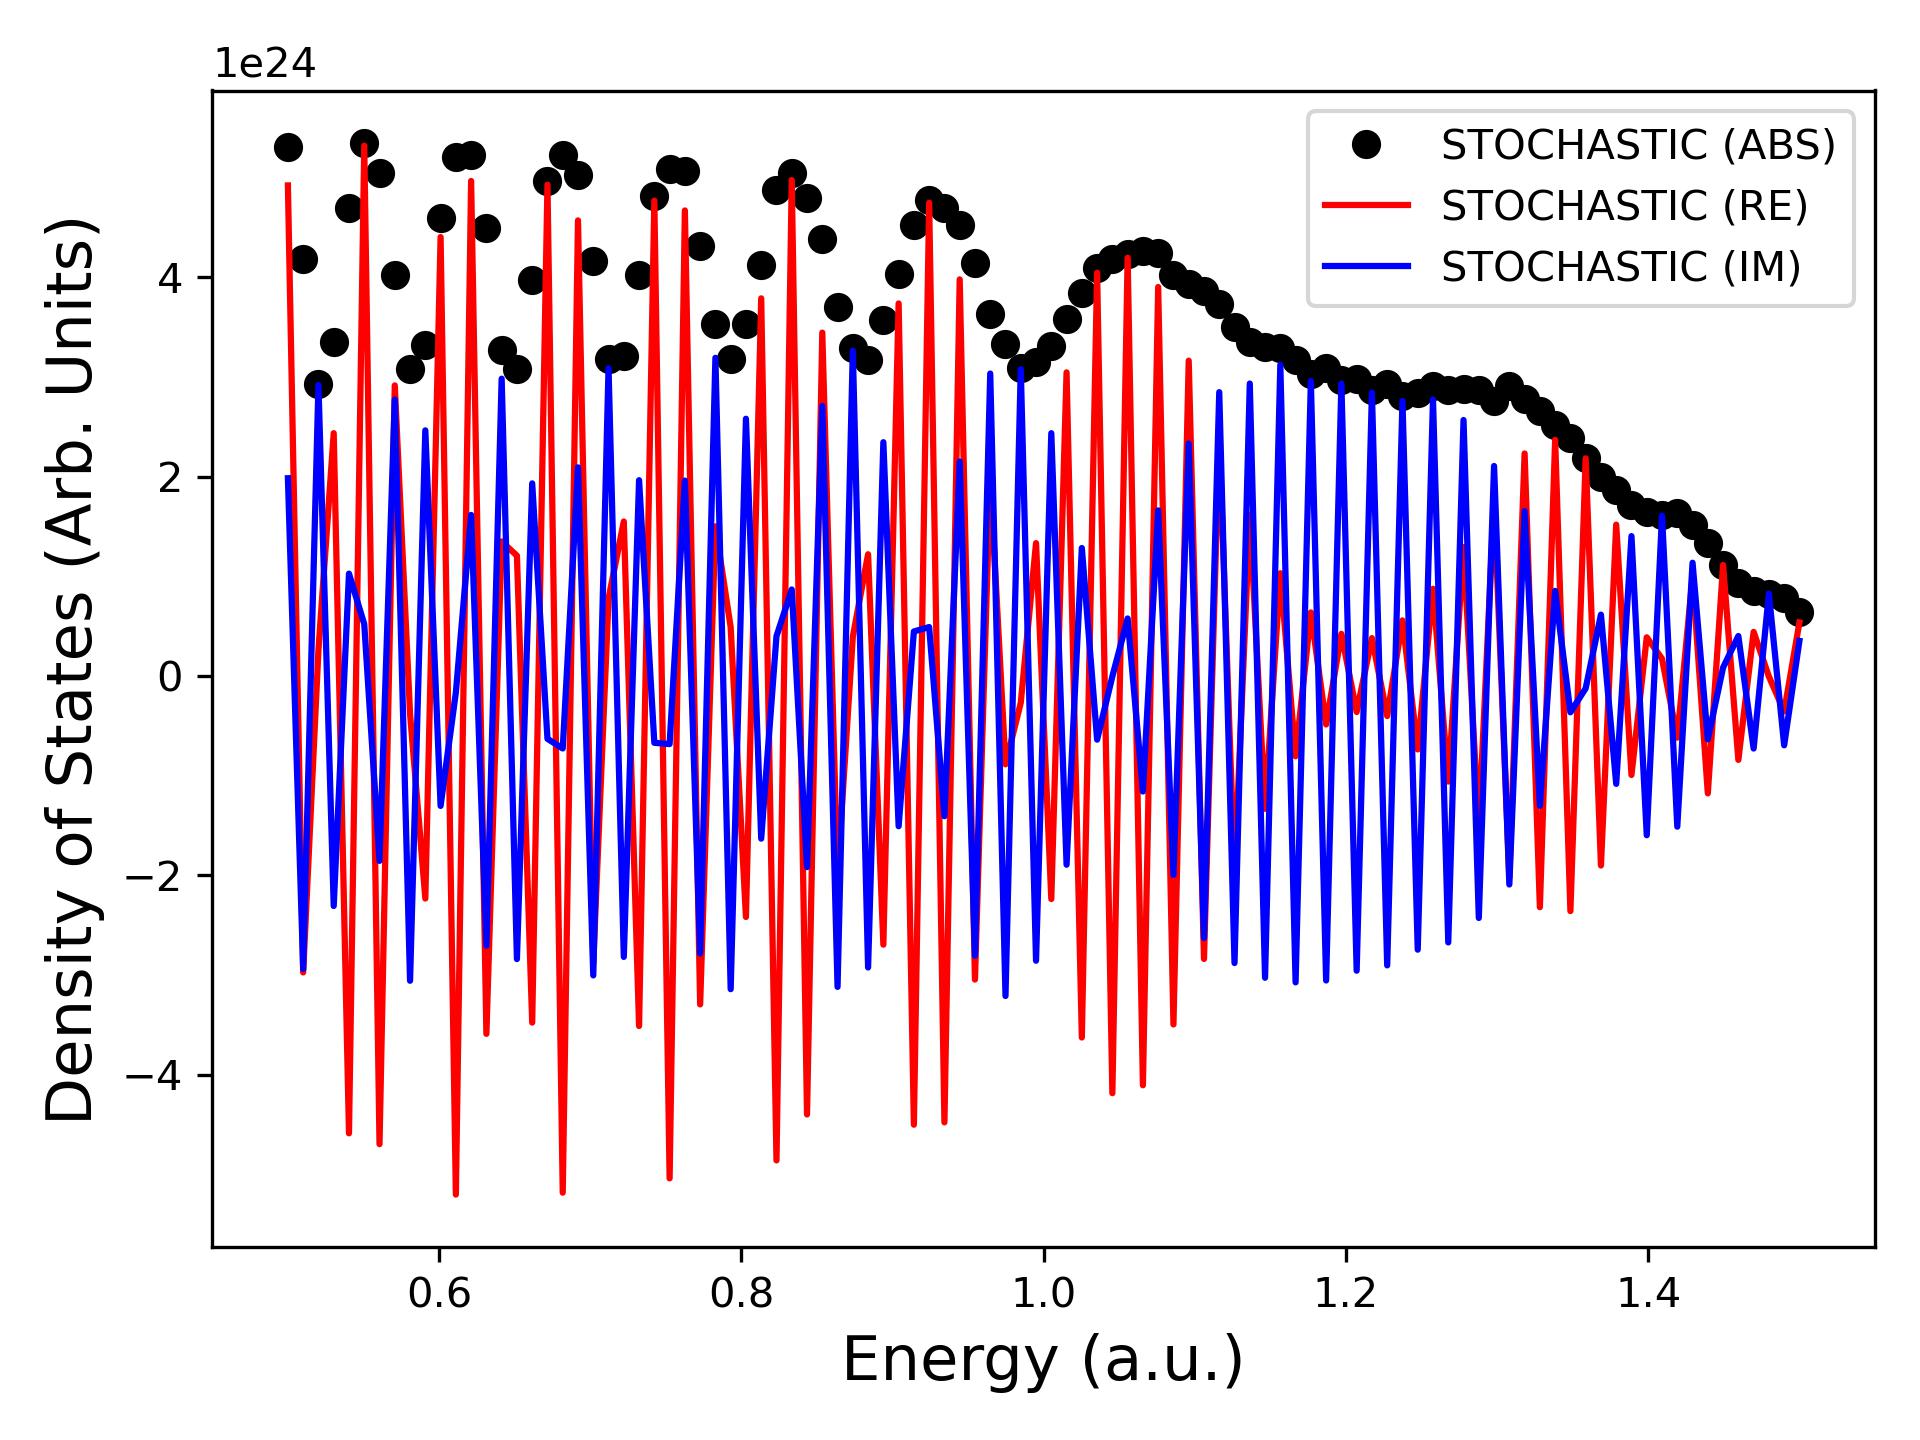 1e24
STOCHASTIC (ABS)
STOCHASTIC (RE)
STOCHASTIC (IM)
Density of States (Arb. Units)
4
2
0
−2
−4
0.6
0.8
1.0
1.2
1.4
Energy (a.u.)